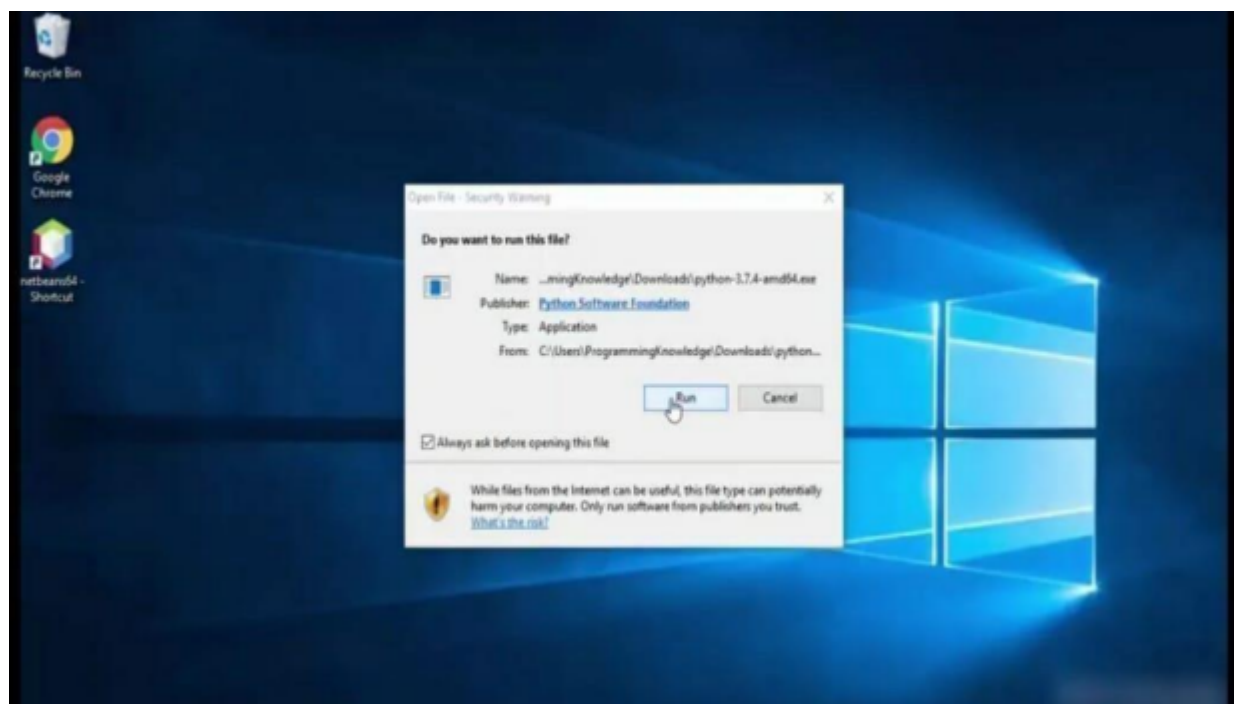 Recycle Bin
Google
Chrome
netbeans64 -
Shortcut
Open File - Security Warning
Do you want to run this file?
Name: ...mingKnowledge\Downloads\python-3.7.4-amd64.exe
Publisher: Python Software Foundation
Type: Application
From: C:\Users\ProgrammingKnowledge\Downloads\python...
Run Cancel
Always ask before opening this file
While files from the Internet can be useful, this file type can potentially
harm your computer. Only run software from publishers you trust.
What's the risk?